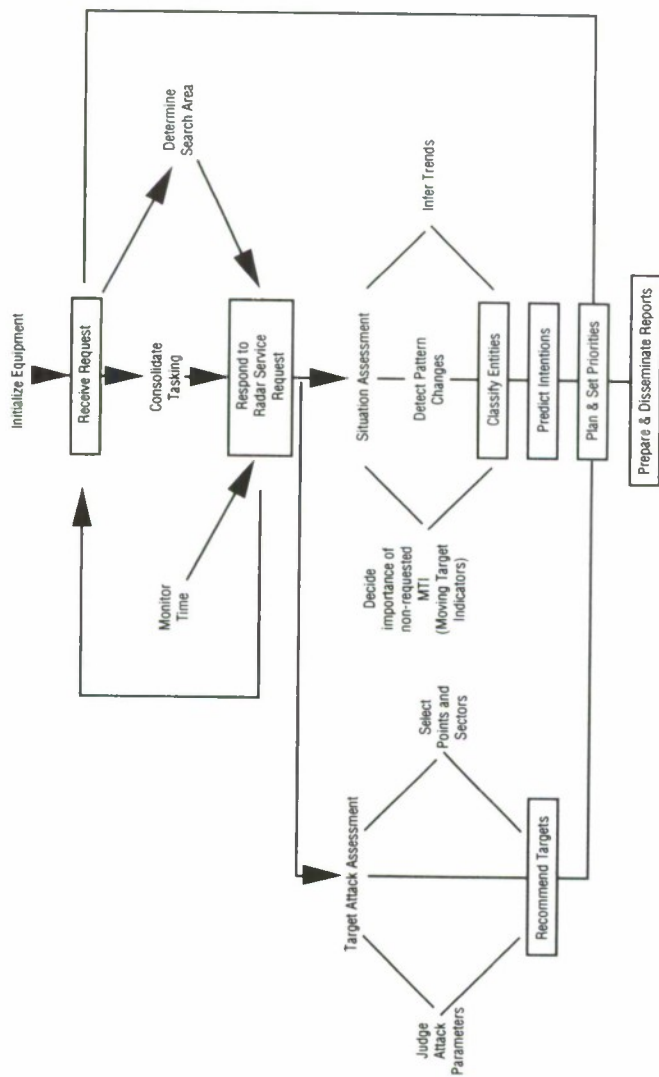 Initialize Equipment
Receive Request
Determine
Search Area
Consolidate
Tasking
Monitor
Time
Respond to
Radar Service
Request
Target Attack Assessment
Situation Assessment
Judge
Attack
Parameters
Select
Points and
Sectors
Decide
importance of
non-requested
MTI
(Moving Target
Indicators)
Detect Pattern
Changes
Infer Trends
Recommend Targets
Classify Entities
Predict Intentions
Plan & Set Priorities
Prepare & Disseminate Reports